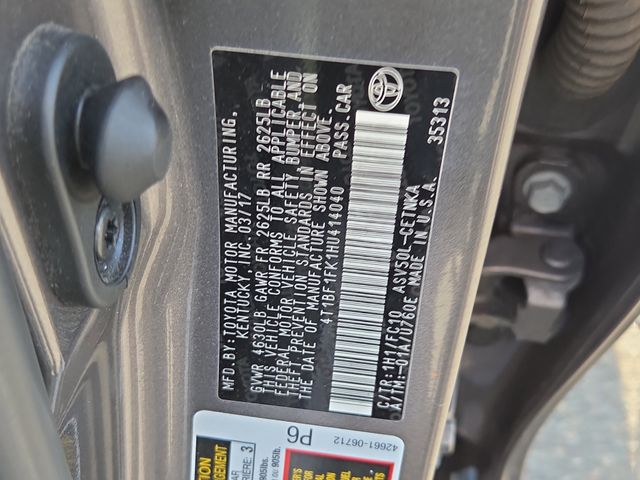 MFD.BY:TOYOTA MOTOR MANUFACTURING,
KENTUCKY, INC. 03/17
GVWR 4630LB GAWR FR 2625LB RR 2625LB
THIS VEHICLE CONFORMS TO ALL APPLICABLE
FEDERAL MOTOR VEHICLE SAFETY, BUMPER, AND
THEFT PREVENTION STANDARDS IN EFFECT ON
THE DATE OF MANUFACTURE SHOWN ABOVE.
4T1BF1FK1HU414040 PASS.CAR
C/TR:1H1/FC10 ASV50L-CETNKA
A/TM:-01A/U760E MADE IN U.S.A.
35313
P6
42661-06712